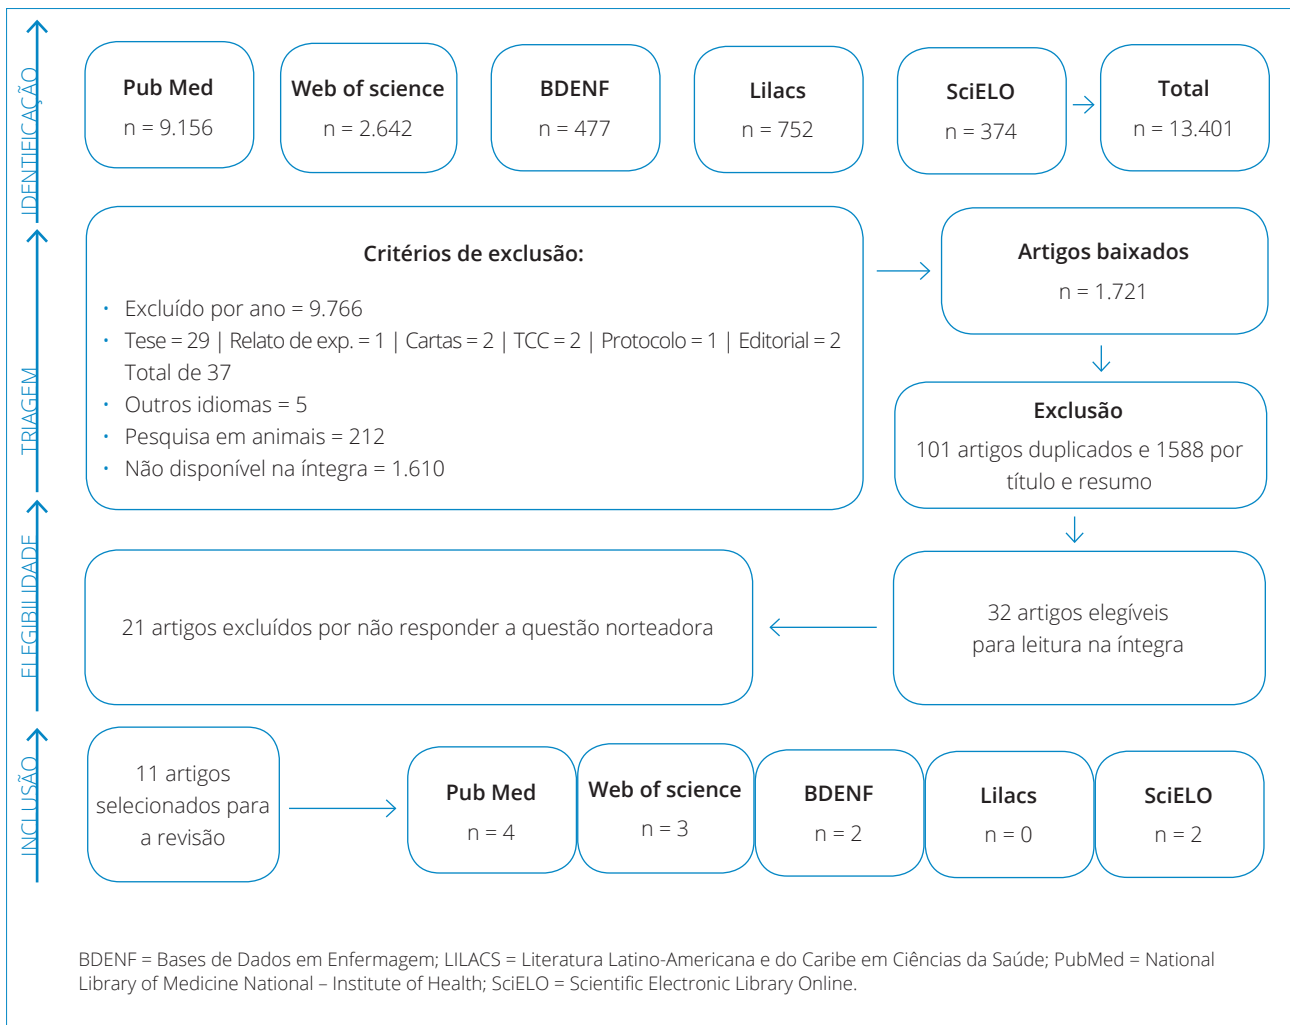 IDENTIFICAÇÃO
Pub Med
n = 9.156
Web of science
n = 2.642
BDENF
n = 477
Lilacs
n = 752
SciELO
n = 374
Total
n = 13.401
TRIAGEM
Critérios de exclusão:
• Excluído por ano = 9.766
• Tese = 29 | Relato de exp. = 1 | Cartas = 2 | TCC = 2 | Protocolo = 1 | Editorial = 2
Total de 37
• Outros idiomas = 5
• Pesquisa em animais = 212
• Não disponível na íntegra = 1.610
Artigos baixados
n = 1.721
Exclusão
101 artigos duplicados e 1588 por
título e resumo
ELEGIBILIDADE
32 artigos elegíveis
para leitura na íntegra
21 artigos excluídos por não responder a questão norteadora
INCLUSÃO
11 artigos
selecionados para
a revisão
Pub Med
n = 4
Web of science
n = 3
BDENF
n = 2
Lilacs
n = 0
SciELO
n = 2
BDENF = Bases de Dados em Enfermagem; LILACS = Literatura Latino-Americana e do Caribe em Ciências da Saúde; PubMed = National
Library of Medicine National – Institute of Health; SciELO = Scientific Electronic Library Online.